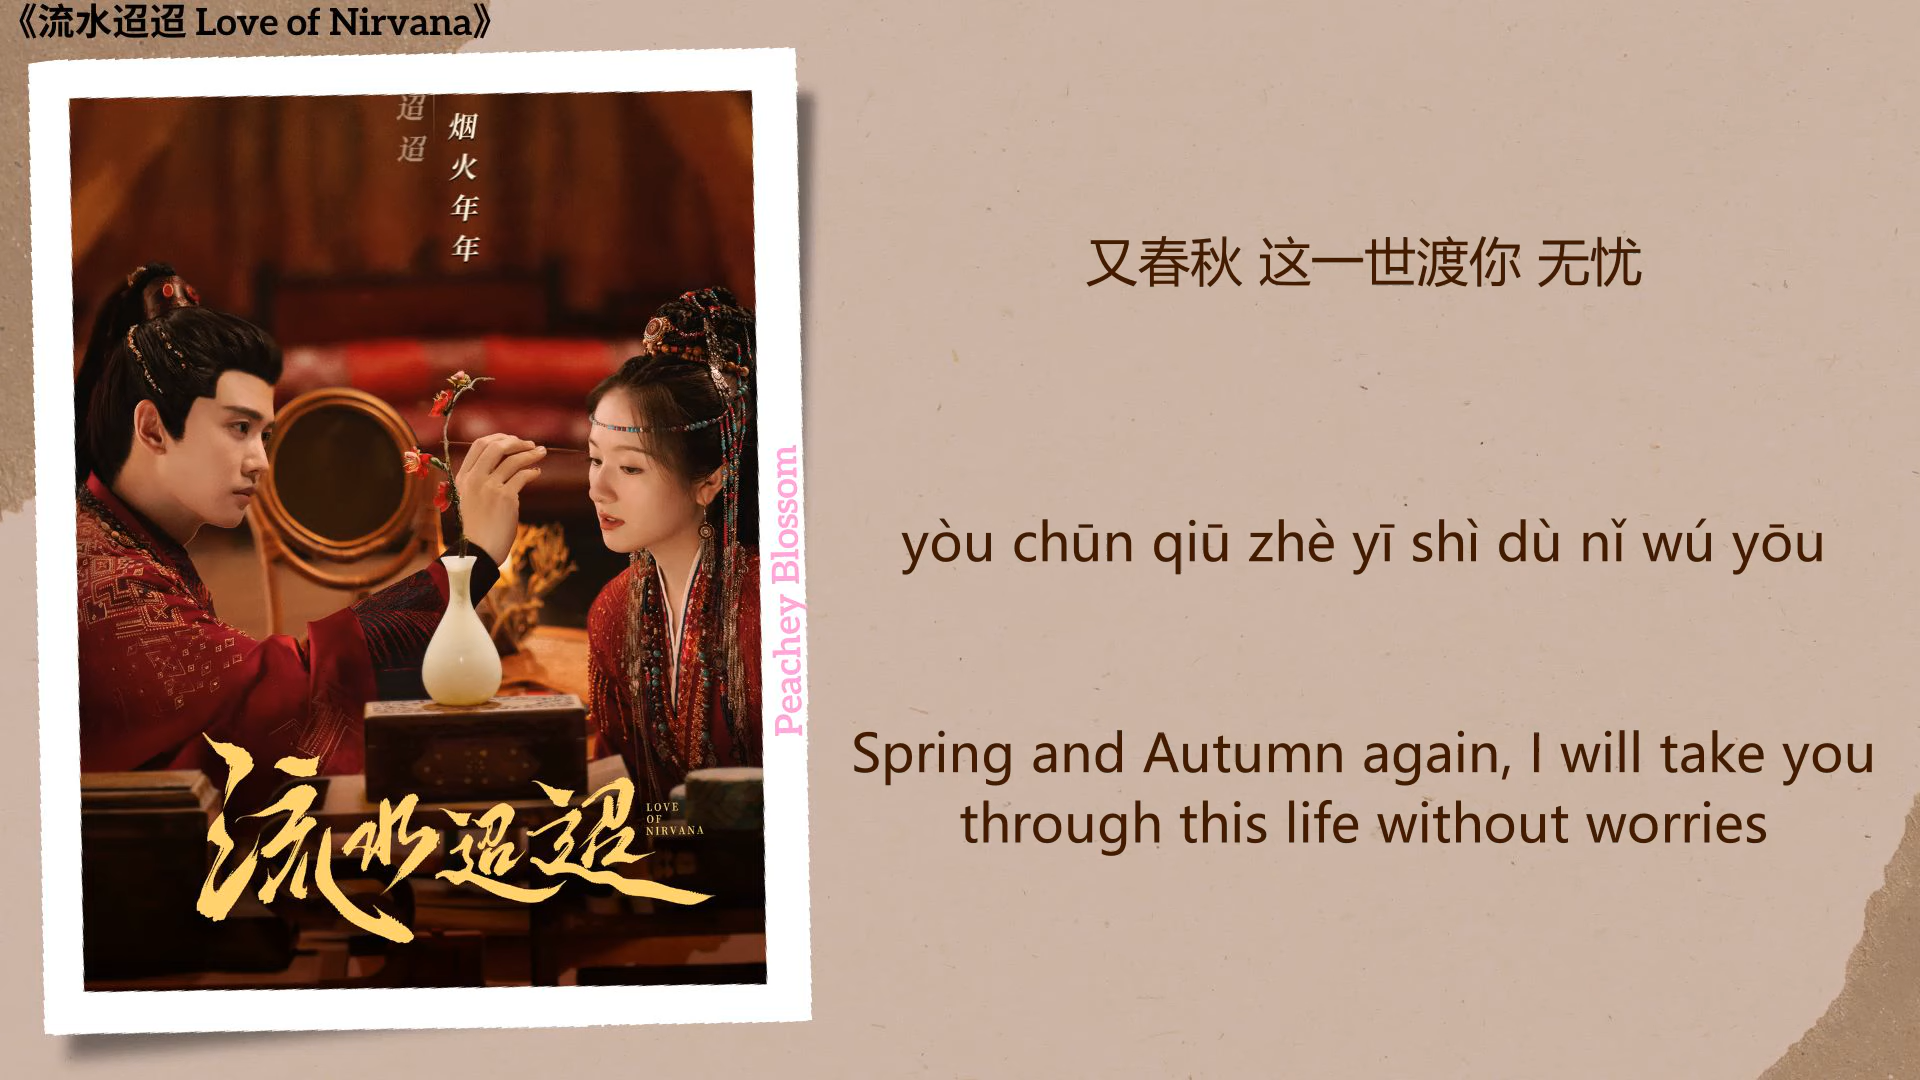 《流水迢迢 Love of Nirvana》
迢迢
烟火年年
流水迢迢
LOVE
OF
NIRVANA
Peachey Blossom
又春秋 这一世渡你 无忧
yòu chūn qiū zhè yī shì dù nǐ wú yōu
Spring and Autumn again, I will take you
through this life without worries